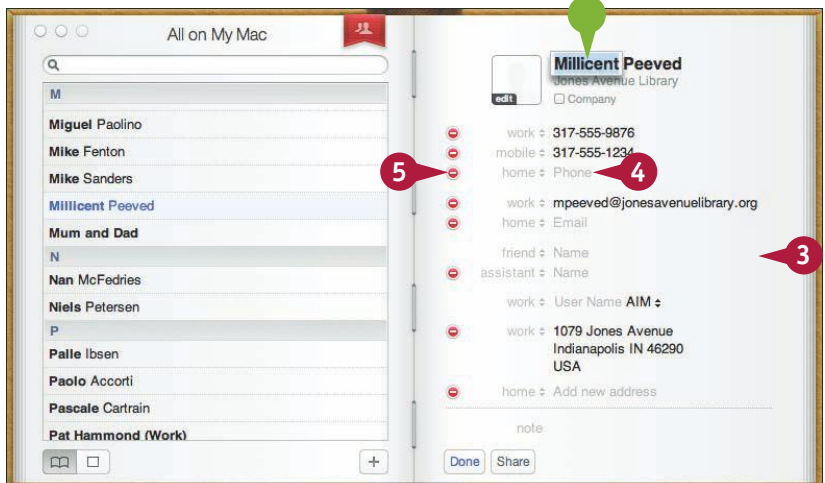 All on My Mac
M
Miguel Paolino
Mike Fenton
Mike Sanders
Millicent Peeved
Mum and Dad
N
Nan McFedries
Niels Petersen
P
Palle Ibsen
Paolo Accorti
Pascale Cartrain
Pat Hammond (Work)
+
Millicent Peeved
Jones Avenue Library
edit
Company
work 317-555-9876
mobile 317-555-1234
5
home Phone
4
work mpeeved@jonesavenuelibrary.org
home Email
friend Name
3
assistant Name
work User Name AIM
work 1079 Jones Avenue
Indianapolis IN 46290
USA
home Add new address
note
Done Share